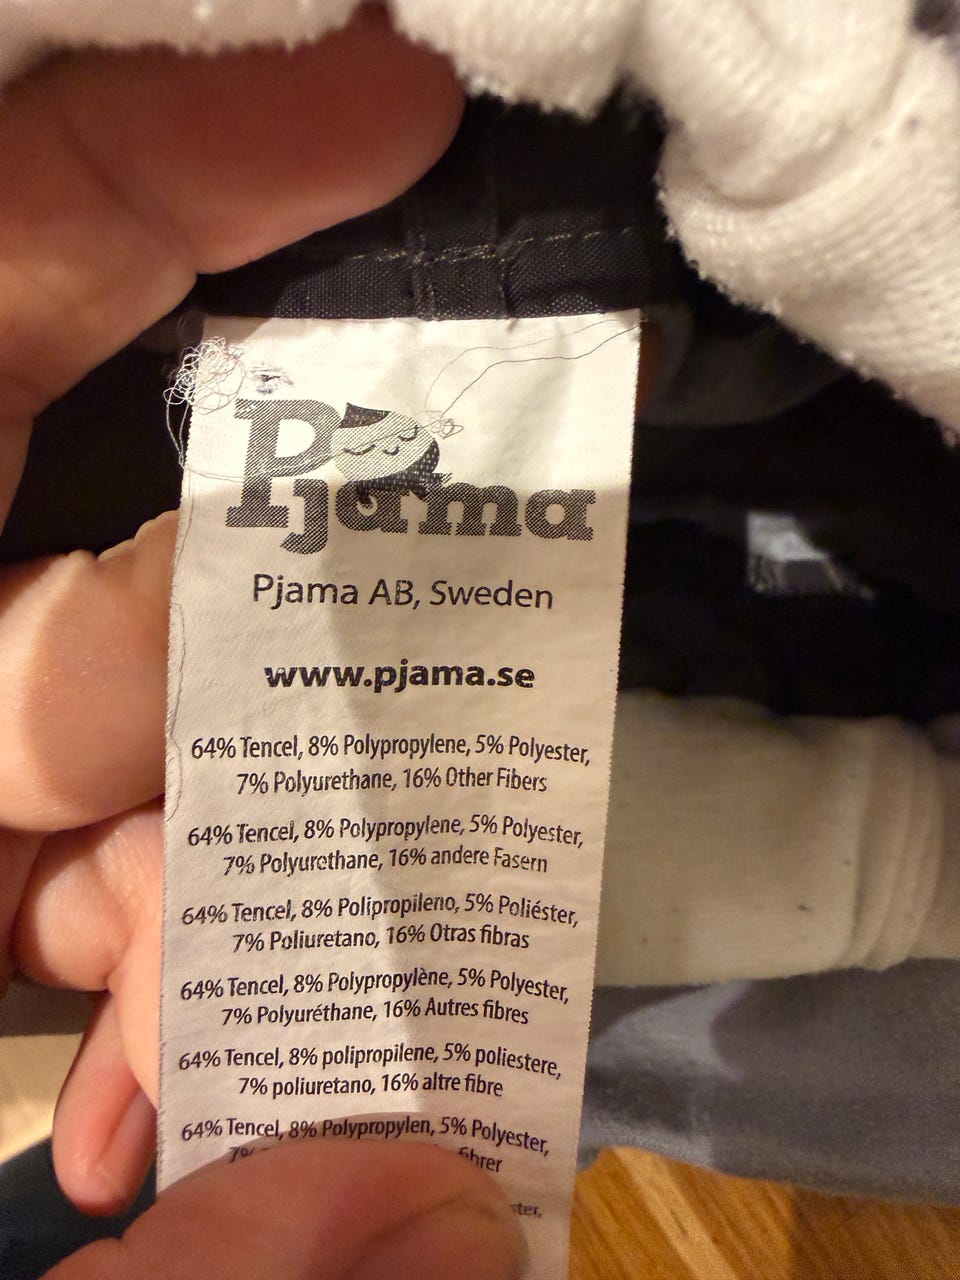 Pjama
Pjama AB, Sweden
www.pjama.se
64% Tencel, 8% Polypropylene, 5% Polyester,
7% Polyurethane, 16% Other Fibers
64% Tencel, 8% Polypropylene, 5% Polyester,
7% Polyurethane, 16% andere Fasern
64% Tencel, 8% Polipropileno, 5% Poliéster,
7% Poliuretano, 16% Otras fibras
64% Tencel, 8% Polypropylène, 5% Polyester,
7% Polyuréthane, 16% Autres fibres
64% Tencel, 8% polipropilene, 5% poliestere,
7% poliuretano, 16% altre fibre
64% Tencel, 8% Polypropylen, 5% Polyester,
7%